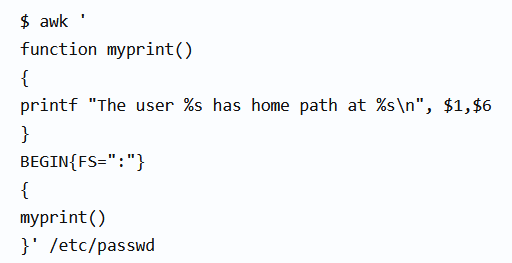 $ awk '
function myprint()
{
printf "The user %s has home path at %s\n", $1,$6
}
BEGIN{FS=":"}
{
myprint()
}' /etc/passwd